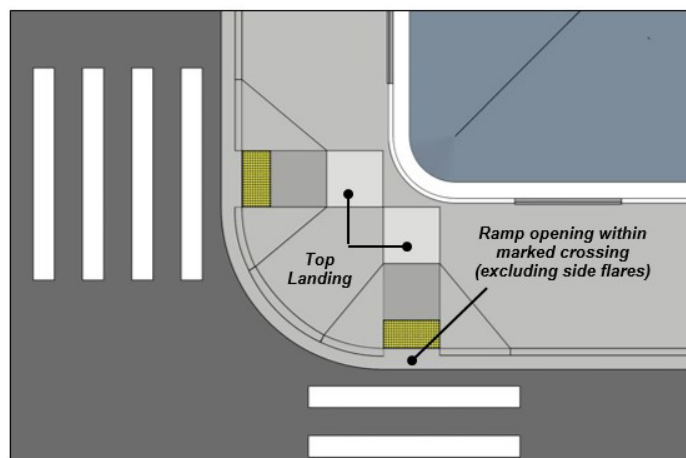 Top
Landing
Ramp opening within
marked crossing
(excluding side flares)